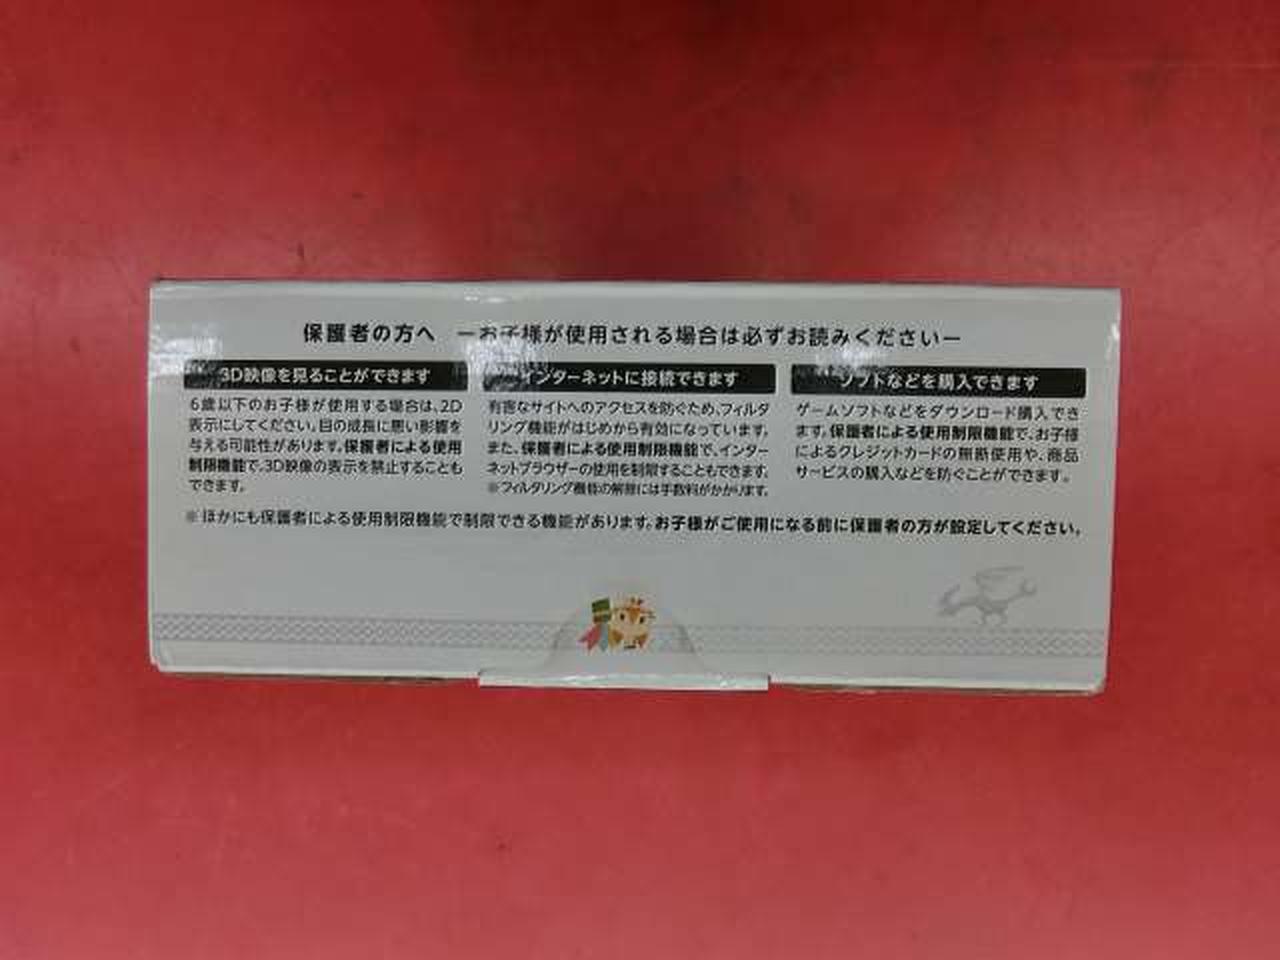 保護者の方へ ーお子様が使用される場合は必ずお読みくださいー
3D映像を見ることができます
6歳以下のお子様が使用する場合は、2D
表示にしてください。目の成長に悪い影響を
与える可能性があります。保護者による使用
制限機能で、3D映像の表示を禁止することも
できます。
インターネットに接続できます
有害なサイトへのアクセスを防ぐため、フィルタ
リング機能がはじめから有効になっています。
また、保護者による使用制限機能で、インター
ネットブラウザーの使用を制限することもできます。
※フィルタリング機能の解除には手数料がかかります。
ソフトなどを購入できます
ゲームソフトなどをダウンロード購入でき
ます。保護者による使用制限機能で、お子様
によるクレジットカードの無断使用や、商品
サービスの購入などを防ぐことができます。
※ほかにも保護者による使用制限機能で制限できる機能があります。お子様がご使用になる前に保護者の方が設定してください。